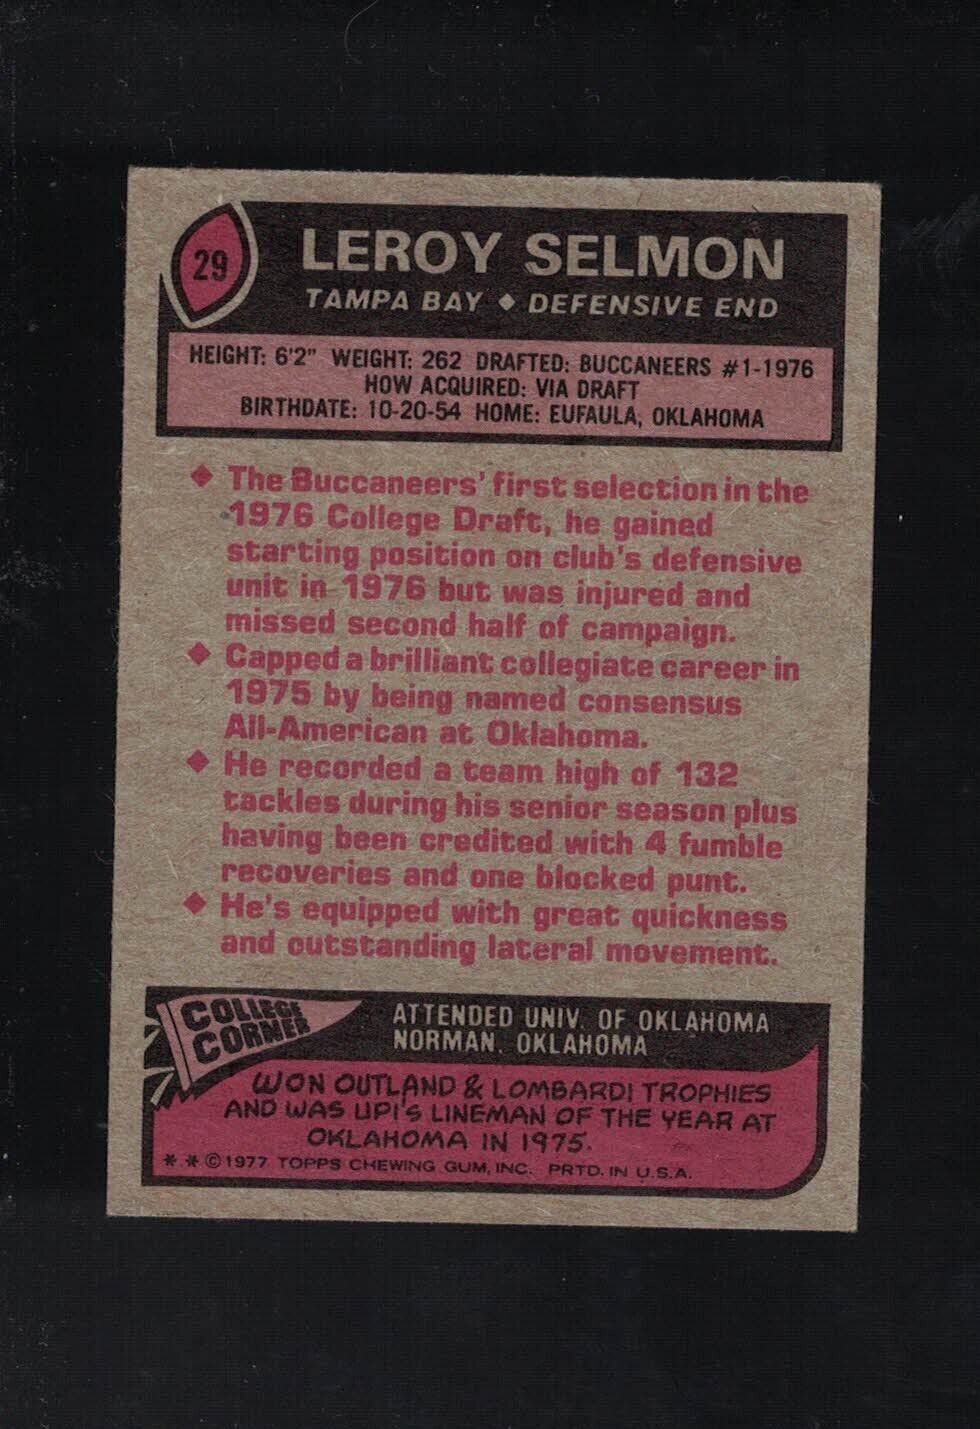 29
LEROY SELMON
TAMPA BAY ◆ DEFENSIVE END
HEIGHT: 6'2" WEIGHT: 262 DRAFTED: BUCCANEERS #1-1976
HOW ACQUIRED: VIA DRAFT
BIRTHDATE: 10-20-54 HOME: EUFAULA, OKLAHOMA
◆ The Buccaneers' first selection in the
1976 College Draft, he gained
starting position on club's defensive
unit in 1976 but was injured and
missed second half of campaign.
◆ Capped a brilliant collegiate career in
1975 by being named consensus
All-American at Oklahoma.
◆ He recorded a team high of 132
tackles during his senior season plus
having been credited with 4 fumble
recoveries and one blocked punt.
◆ He's equipped with great quickness
and outstanding lateral movement.
COLLEGE
CORNER
ATTENDED UNIV. OF OKLAHOMA
NORMAN, OKLAHOMA
WON OUTLAND & LOMBARDI TROPHIES
AND WAS UPI'S LINEMAN OF THE YEAR AT
OKLAHOMA IN 1975.
* * © 1977 TOPPS CHEWING GUM, INC. PRTD. IN U.S.A.